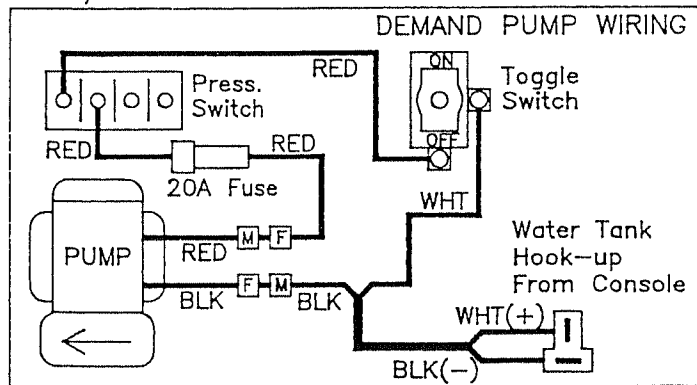 DEMAND PUMP WIRING
RED
ON
Press.
Switch
Toggle
Switch
OFF
RED
RED
20A Fuse
WHT
M F
RED
PUMP
F M
BLK
BLK
Water Tank
Hook-up
From Console
WHT(+)
BLK(-)